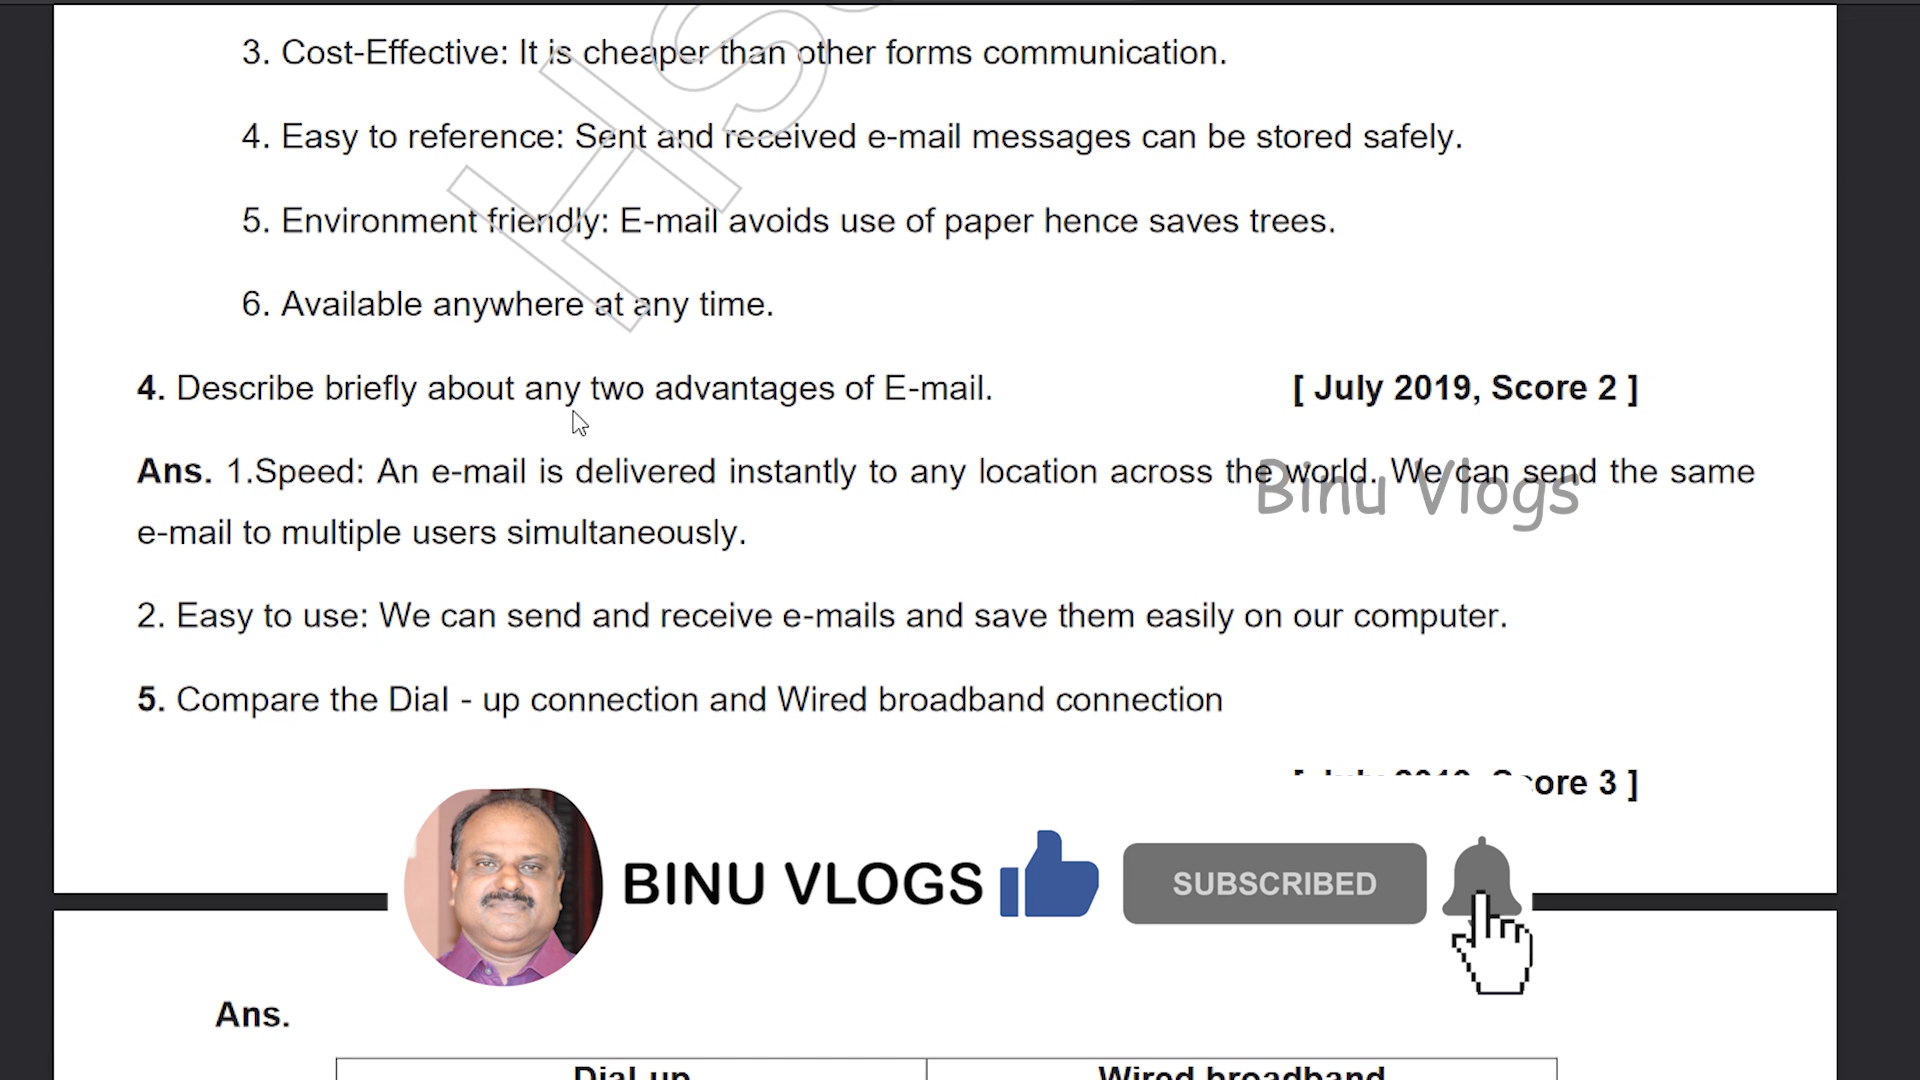 3. Cost-Effective: It is cheaper than other forms communication.
4. Easy to reference: Sent and received e-mail messages can be stored safely.
5. Environment friendly: E-mail avoids use of paper hence saves trees.
6. Available anywhere at any time.
4. Describe briefly about any two advantages of E-mail. [ July 2019, Score 2 ]
Ans. 1.Speed: An e-mail is delivered instantly to any location across the world. We can send the same
Binu Vlogs
e-mail to multiple users simultaneously.
2. Easy to use: We can send and receive e-mails and save them easily on our computer.
5. Compare the Dial - up connection and Wired broadband connection
[ July 2019, Score 3 ]
BINU VLOGS SUBSCRIBED
Ans.
Dial up Wired broadband